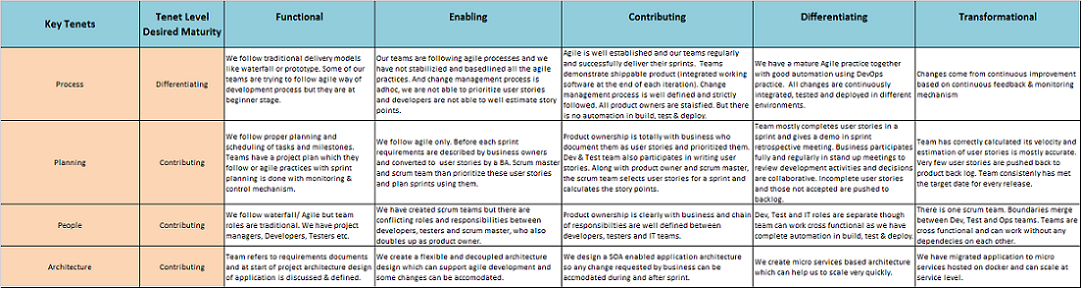 Key Tenets
Tenet Level
Desired Maturity
Functional
Enabling
Contributing
Differentiating
Transformational
Process
Differentiating
We follow traditional delivery models
like waterfall or prototype. Some of our
teams are trying to follow agile way of
development process but they are at
beginner stage.
Our teams are following agile processes and we
have not stabilizied and basedlined all the agile
practices. And change management process is
adhoc, we are not able to prioritize user stories
and developers are not able to well estimate story
points.
Agile is well established and our teams regularly
and successfully deliver their sprints. Teams
demonstrate shippable product (integrated working
software at the end of each iteration). Change
management process is well defined and strictly
followed. All product owners are staisfied. But there
is no automation in build, test & deploy.
We have a mature Agile practice together
with good automation using DevOps
practice. All changes are continuously
integrated, tested and deployed in different
environments.
Changes come from continuous improvement
based on continuous feedback & monitoring
mechanism
Planning
Contributing
We follow proper planning and
scheduling of tasks and milestones.
Teams have a project plan which they
follow or agile practices with sprint
planning is done with monitoring &
control mechanism.
We follow agile only. Before each sprint
requirements are described by business owners
and converted to user stories by a BA. Scrum master
and scrum team than prioritize these user stories
and plan sprints using them.
Product ownership is totally with business who
document them as user stories and prioritized them.
Dev & Test team also participates in writing user
stories. Along with product owner and scrum master,
the scrum team selects user stories for a sprint and
calculates the story points.
Team mostly completes user stories in a
sprint and gives a demo in sprint
retrospective meeting. Business participates
fully and regularly in stand up meetings to
review development activities and decisions
are collaborative. Incomplete user stories
and those not accepted are pushed to
backlog.
Team has correctly calculated its velocity and
estimation of user stories is mostly accurate.
Very few user stories are pushed back to
product back log. Team consistenly has met
the target date for every release.
People
Contributing
We follow waterfall/ Agile but team
roles are traditional. We have project
managers, Developers, Testers etc.
We have created scrum teams but there are
conflicting roles and responsibilities between
developers, testers and scrum master, who also
doubles up as product owner.
Product ownership is clearly with business and chain
of responsibilties are well defined between
developers, testers and IT teams.
Dev, Test and IT roles are separate though
team can work cross functional as we have
complete automation in build, test & deploy.
There is one scrum team. Boundaries merge
between Dev, Test and Ops teams. Teams are
cross functional and can work without any
dependecies on each other.
Architecture
Contributing
Team refers to requirements documents
and at start of project architecture design
of application is discussed & defined.
We create a flexible and decoupled architecture
design which can support agile development and
some changes can be accomdated.
We design a SOA enabled application architecture
so any change requested by business can be
accmodated during and after sprint.
We create micro services based architecture
which can help us to scale very quickly.
We have migrated application to micro
services hosted on docker and can scale at
service level.